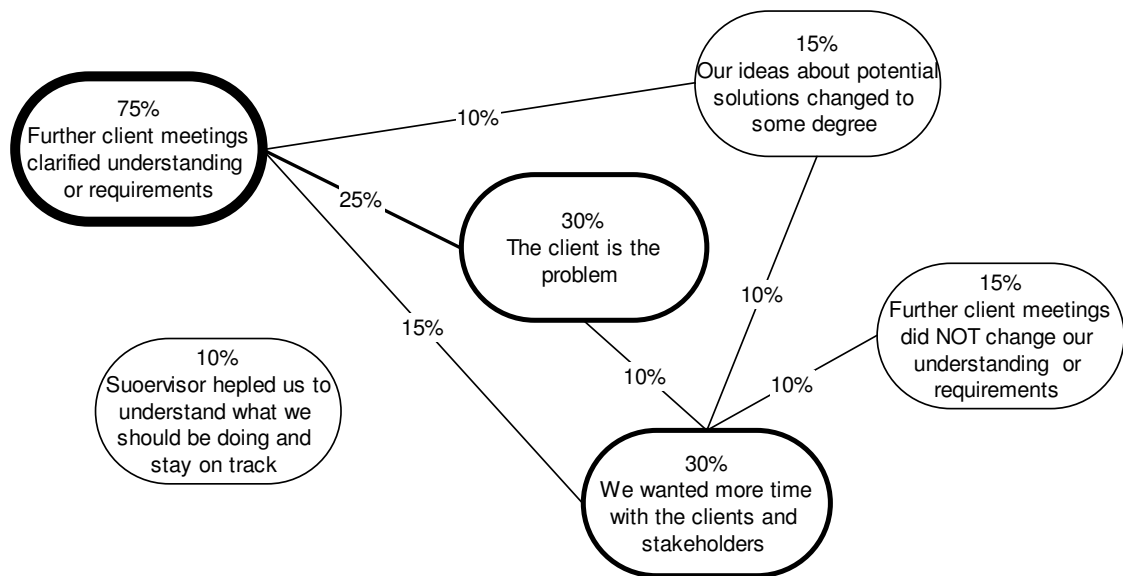 75%
Further client meetings
clarified understanding
or requirements
15%
Our ideas about potential
solutions changed to
some degree
10%
25%
30%
The client is the
problem
10%
15%
Further client meetings
did NOT change our
understanding or
requirements
15%
10%
10%
10%
Suoervisor hepled us to
understand what we
should be doing and
stay on track
30%
We wanted more time
with the clients and
stakeholders